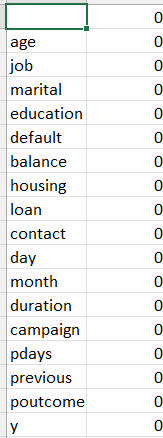 0
age 0
job 0
marital 0
education 0
default 0
balance 0
housing 0
loan 0
contact 0
day 0
month 0
duration 0
campaign 0
pdays 0
previous 0
poutcome 0
y 0